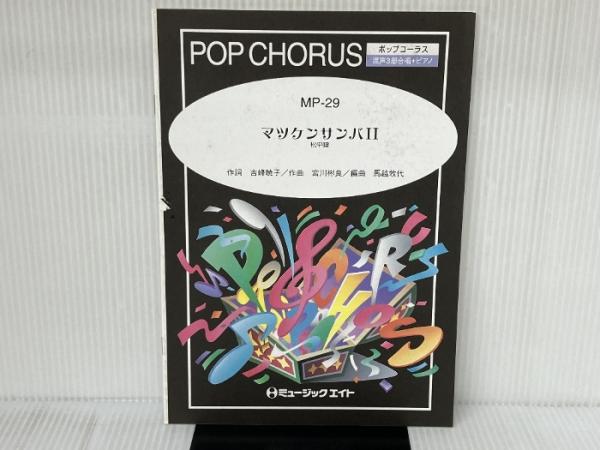 POP CHORUS
ポップコーラス
混声3部合唱+ピアノ
MP-29
マツケンサンバII
松平健
作詞 吉峰暁子/作曲 宮川彬良/編曲 馬越牧代
POP CHORUS
ミュージックエイト